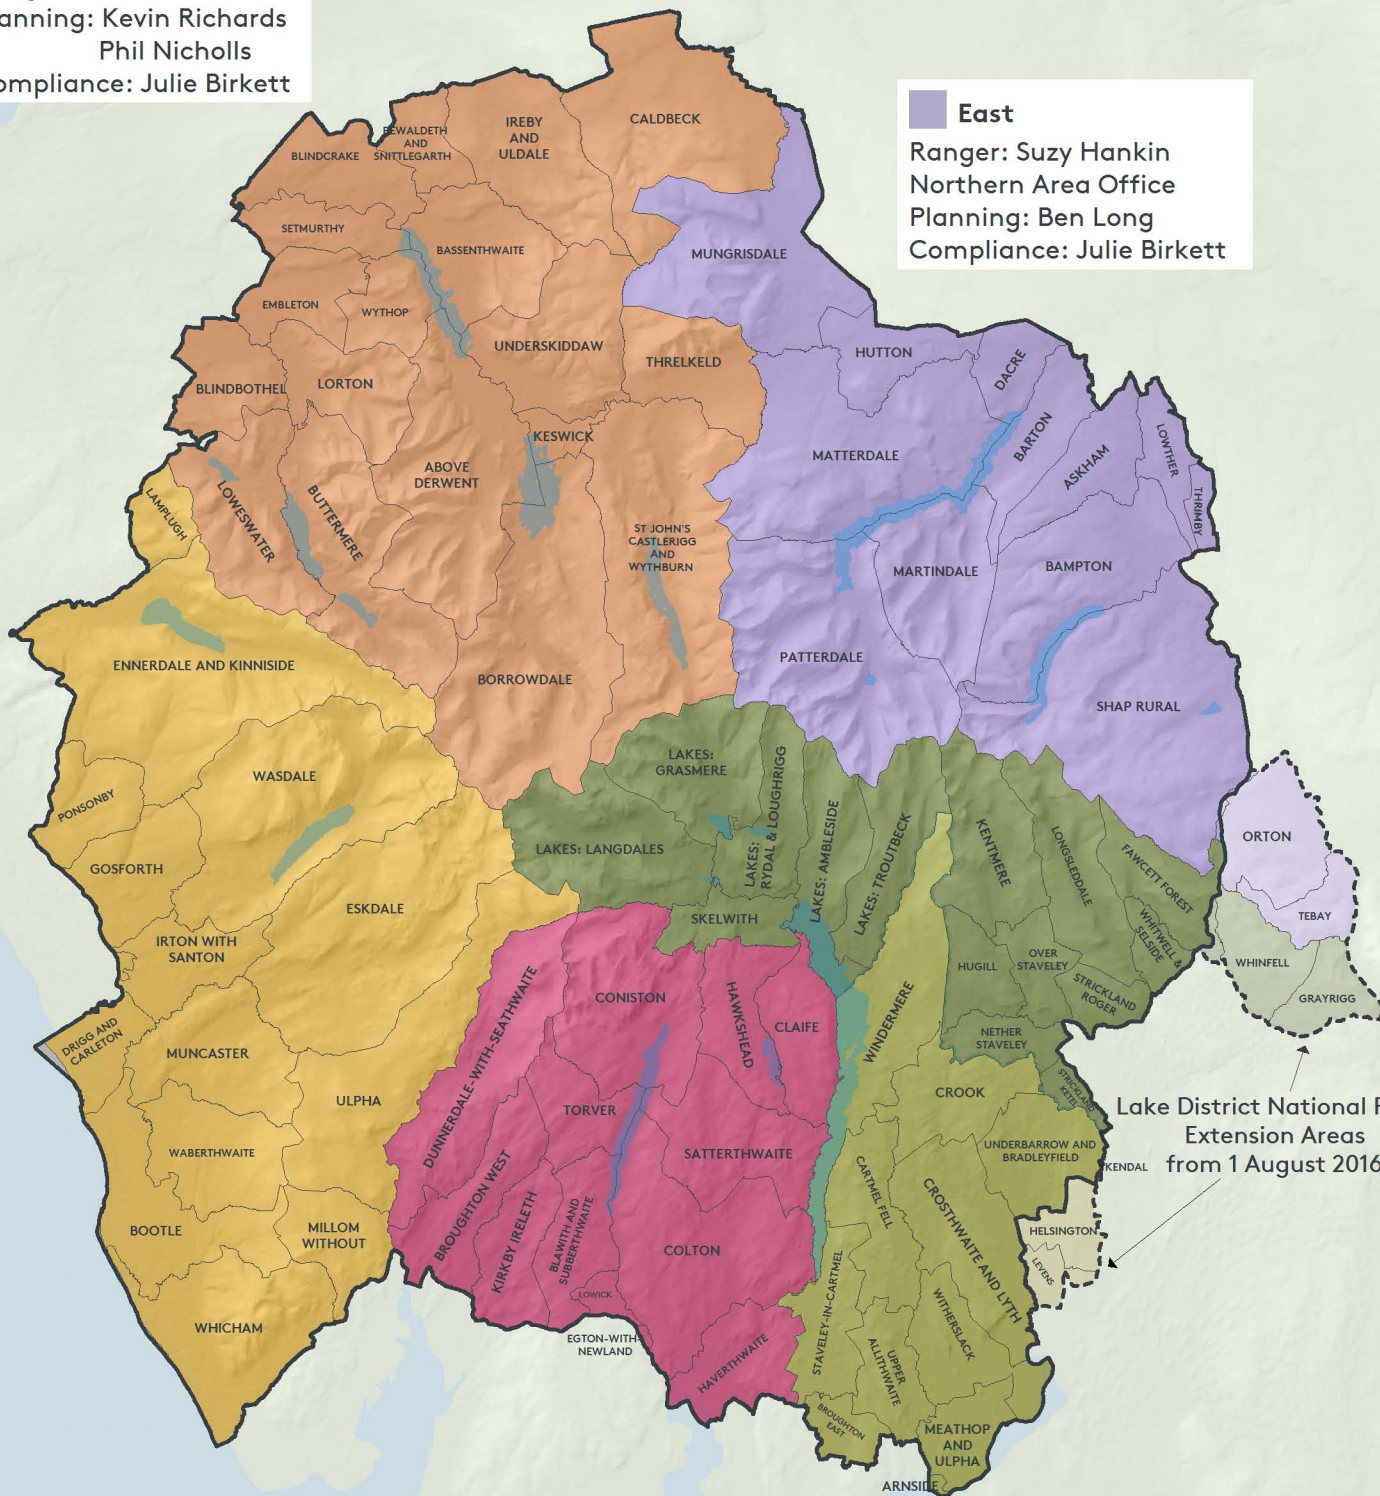 anning: Kevin Richards
Phil Nicholls
ompliance: Julie Birkett
East
Ranger: Suzy Hankin
Northern Area Office
Planning: Ben Long
Compliance: Julie Birkett
CALDBECK
IREBY
AND
ULDALE
BEWALDETH
AND
SNITTLEGARTH
BLINDCRAKE
SETMURTHY
BASSENTHWAITE
MUNGRISDALE
EMBLETON
WYTHOP
UNDERSKIDDAW
THRELKELD
HUTTON
DACRE
BLINDBOTHEL
LORTON
KESWICK
MATTERDALE
BARTON
ASKHAM
LOWTHER
THRIMBY
ABOVE
DERWENT
LAMPLUGH
LOWESWATER
BUTTERMERE
ST JOHN'S
CASTLERIGG
AND
WYTHBURN
MARTINDALE
BAMPTON
ENNERDALE AND KINNISIDE
BORROWDALE
PATTERDALE
SHAP RURAL
WASDALE
PONSONBY
LAKES:
GRASMERE
LAKES:
RYDAL & LOUGHRIGG
LAKES: AMBLESIDE
LAKES: TROUTBECK
KENTMERE
LONGSLEDDALE
FAWCETT FOREST
ORTON
GOSFORTH
LAKES: LANGDALES
ESKDALE
SKELWITH
WHITWELL &
SELSIDE
TEBAY
IRTON WITH
SANTON
HUGILL
OVER
STAVELEY
STRICKLAND
ROGER
WHINFELL
GRAYRIGG
DUNNERDALE-WITH-SEATHWAITE
CONISTON
HAWKSHEAD
CLAIFE
WINDERMERE
DRIGG AND
CARLETON
MUNCASTER
NETHER
STAVELEY
STRICKLAND
KETEL
ULPHA
TORVER
CROOK
Lake District National P
Extension Areas
from 1 August 2016
WABERTHWAITE
SATTERTHWAITE
UNDERBARROW AND
BRADLEYFIELD
KENDAL
BROUGHTON WEST
KIRKBY IRELETH
BLAWITH AND
SUBBERTHWAITE
CARTMEL FELL
CROSTHWAITE AND LYTH
HELSINGTON
LEVENS
BOOTLE
MILLOM
WITHOUT
COLTON
LOWICK
STAVELEY-IN-CARTMEL
WITHERSLACK
WHICHAM
EGTON-WITH-
NEWLAND
HAVERTHWAITE
UPPER
ALLITHWAITE
BROUGHTON
EAST
MEATHOP
AND
ULPHA
ARNSIDE